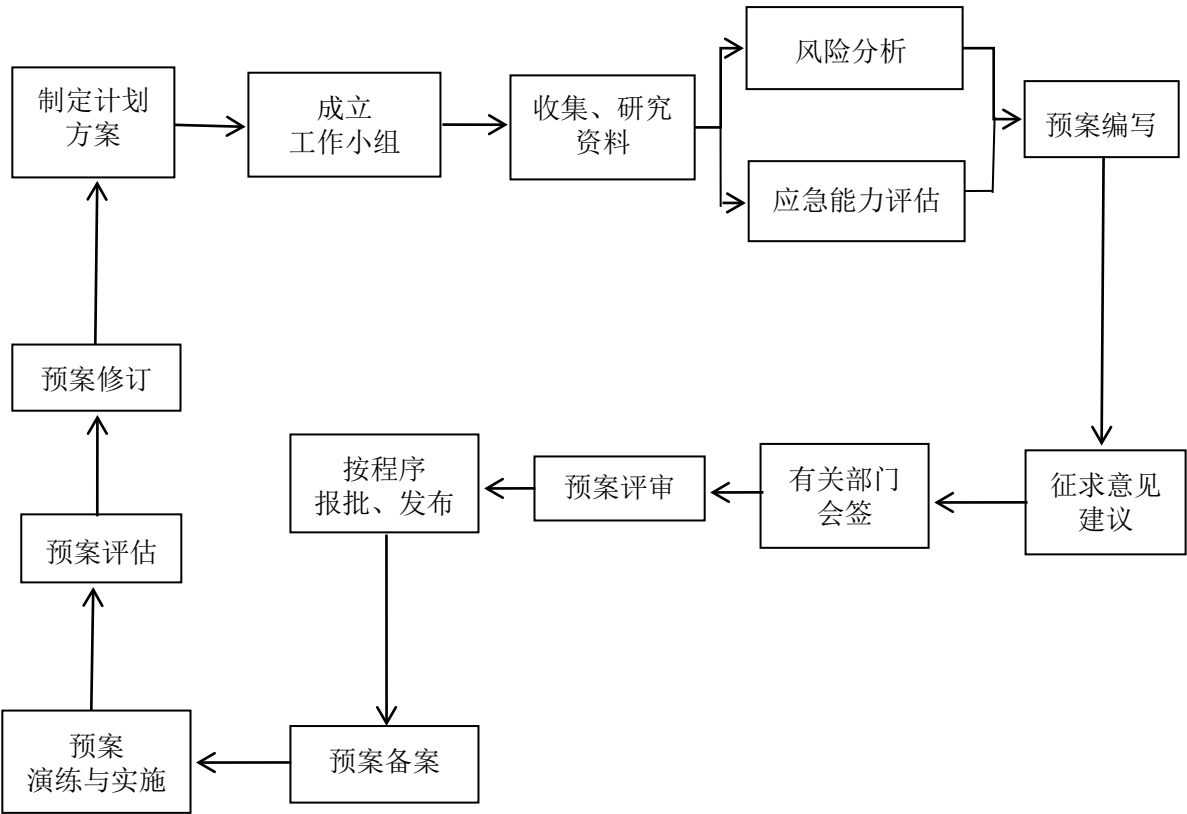 制定计划
方案
成立
工作小组
收集、研究
资料
风险分析
应急能力评估
预案编写
征求意见
建议
有关部门
会签
预案评审
按程序
报批、发布
预案备案
预案
演练与实施
预案评估
预案修订